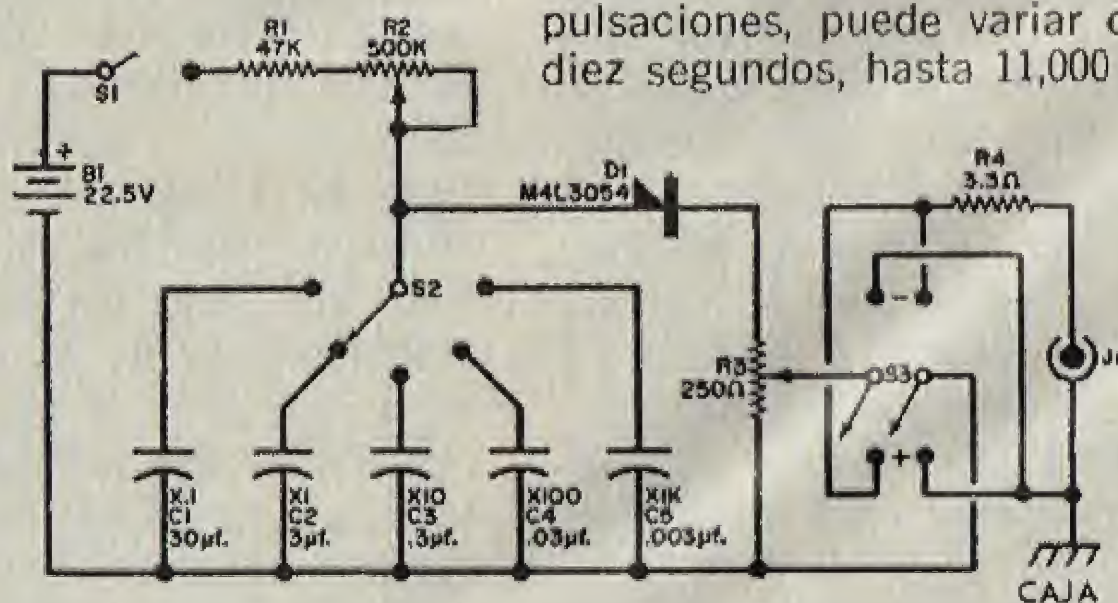 pulsaciones, puede variar
diez segundos, hasta 11,000
R1
47K
R2
500K
S1
+
B1
22.5V
D1
M4L3054
R4
3.3Ω
S2
-
R3
250Ω
S3
+
X.1
C1
30µf.
X1
C2
3µf.
X10
C3
.3µf.
X100
C4
.03µf.
X1K
C5
.003µf.
CAJA